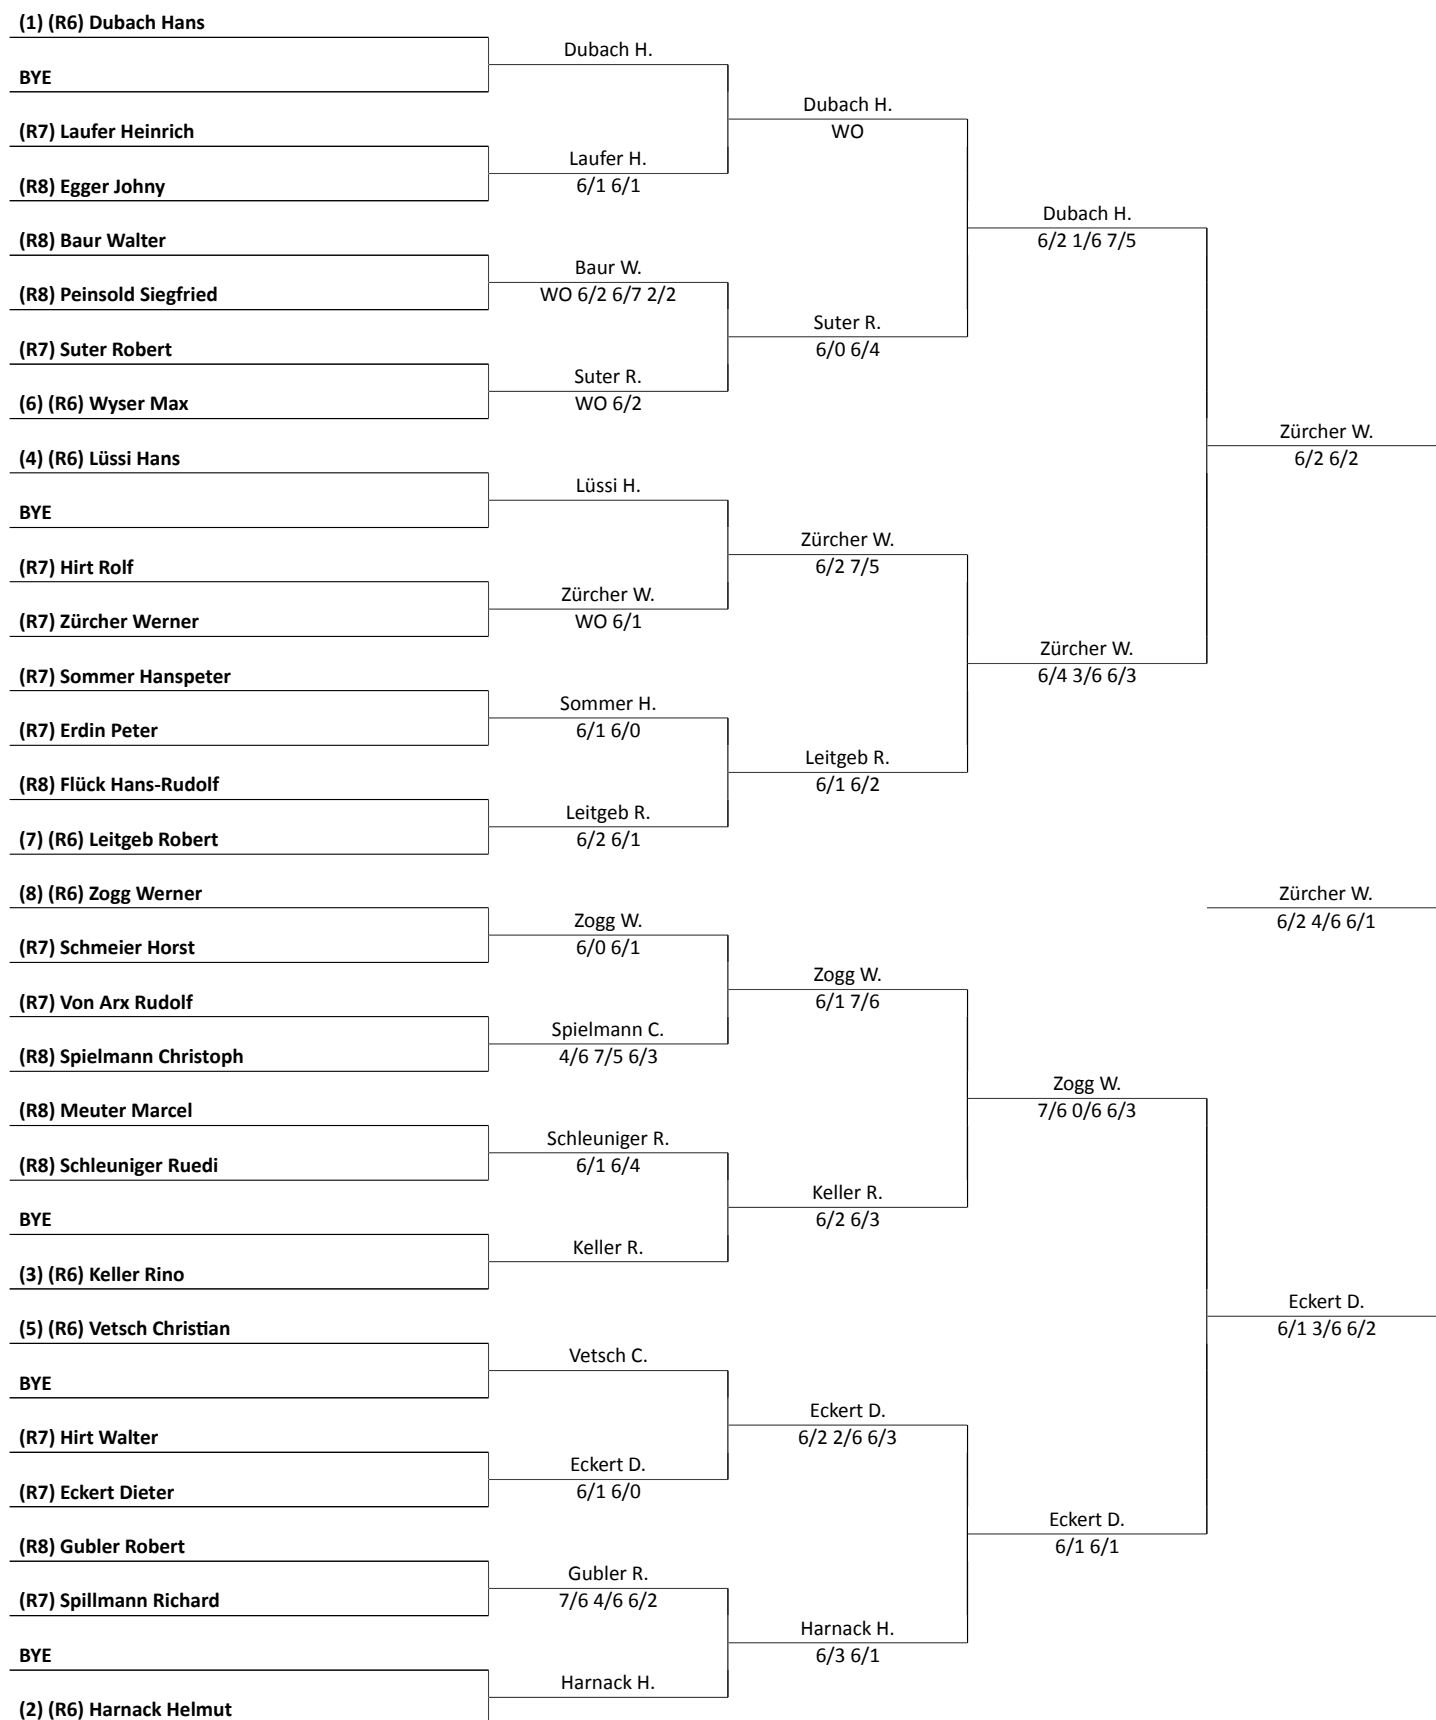 (1) (R6) Dubach Hans
BYE
(R7) Laufer Heinrich
(R8) Egger Johny
(R8) Baur Walter
(R8) Peinsold Siegfried
(R7) Suter Robert
(6) (R6) Wyser Max
(4) (R6) Lüssi Hans
BYE
(R7) Hirt Rolf
(R7) Zürcher Werner
(R7) Sommer Hanspeter
(R7) Erdin Peter
(R8) Flück Hans-Rudolf
(7) (R6) Leitgeb Robert
(8) (R6) Zogg Werner
(R7) Schmeier Horst
(R7) Von Arx Rudolf
(R8) Spielmann Christoph
(R8) Meuter Marcel
(R8) Schleuniger Ruedi
BYE
(3) (R6) Keller Rino
(5) (R6) Vetsch Christian
BYE
(R7) Hirt Walter
(R7) Eckert Dieter
(R8) Gubler Robert
(R7) Spillmann Richard
BYE
(2) (R6) Harnack Helmut
Dubach H.
Laufer H.
6/1 6/1
Baur W.
WO 6/2 6/7 2/2
Suter R.
WO 6/2
Lüssi H.
Zürcher W.
WO 6/1
Sommer H.
6/1 6/0
Leitgeb R.
6/2 6/1
Zogg W.
6/0 6/1
Spielmann C.
4/6 7/5 6/3
Schleuniger R.
6/1 6/4
Keller R.
Vetsch C.
Eckert D.
6/1 6/0
Gubler R.
7/6 4/6 6/2
Harnack H.
Dubach H.
WO
Suter R.
6/0 6/4
Zürcher W.
6/2 7/5
Leitgeb R.
6/1 6/2
Zogg W.
6/1 7/6
Keller R.
6/2 6/3
Eckert D.
6/2 2/6 6/3
Harnack H.
6/3 6/1
Dubach H.
6/2 1/6 7/5
Zürcher W.
6/4 3/6 6/3
Zogg W.
7/6 0/6 6/3
Eckert D.
6/1 6/1
Zürcher W.
6/2 6/2
Zürcher W.
6/2 4/6 6/1
Eckert D.
6/1 3/6 6/2